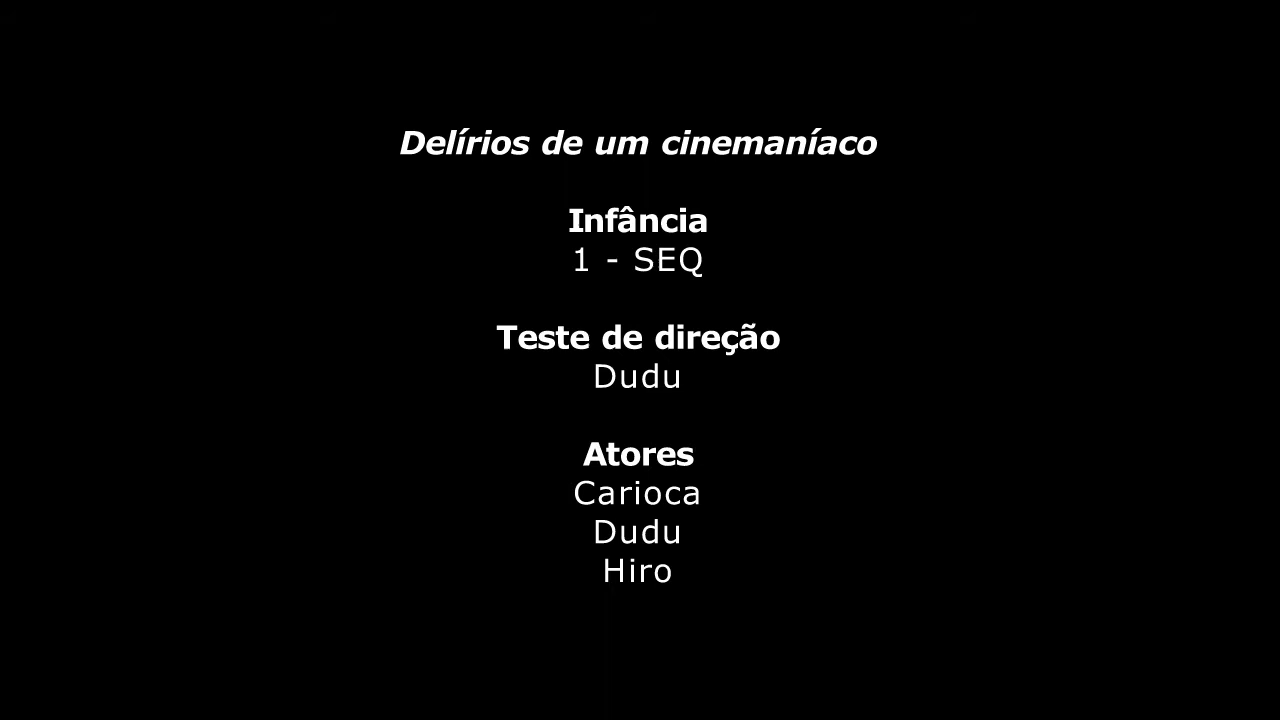 Delírios de um cinemaníaco
Infância
1 - SEQ
Teste de direção
Dudu
Atores
Carioca
Dudu
Hiro